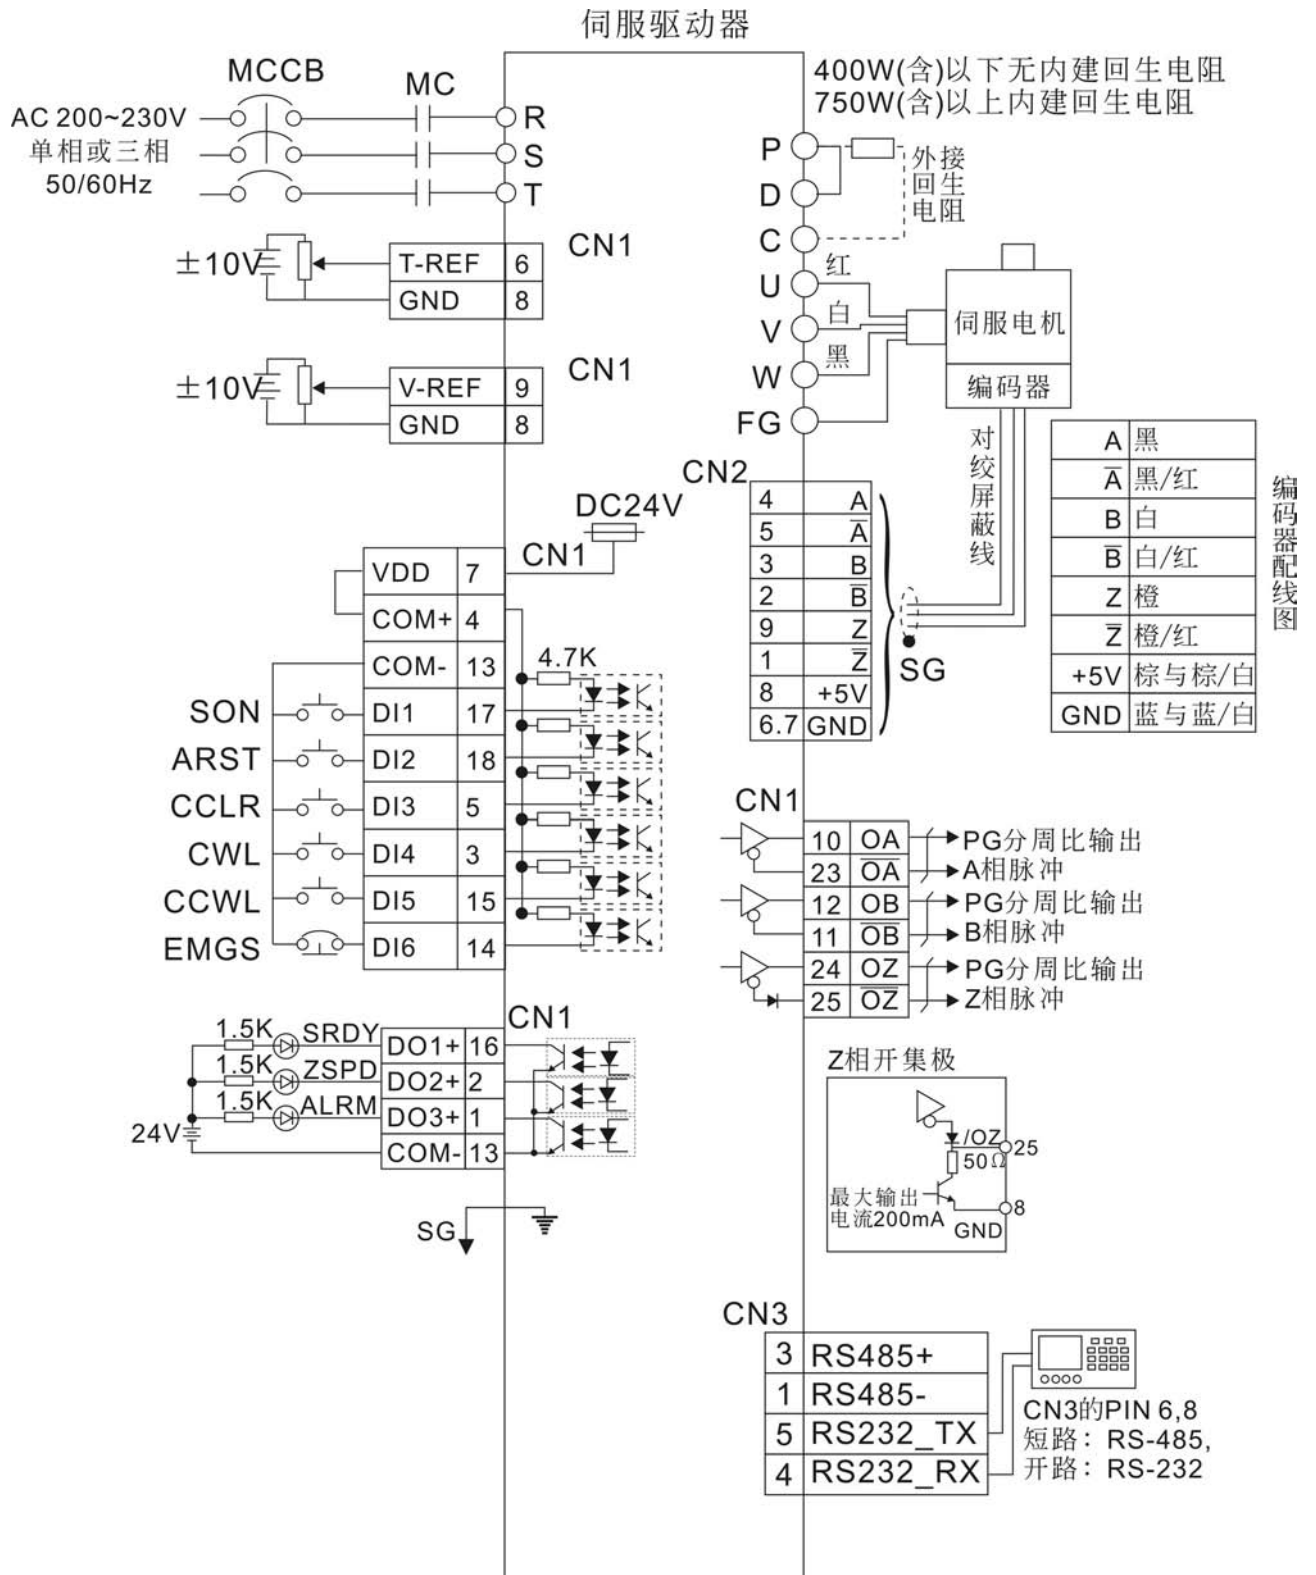 伺服驱动器
MCCB
MC
AC 200~230V
单相或三相
50/60Hz
R
S
T
400W(含)以下无内建回生电阻
750W(含)以上内建回生电阻
P
D
C
外接
回生
电阻
U
V
W
FG
红
白
黑
伺服电机
编码器
±10V
T-REF 6
GND 8
CN1
±10V
V-REF 9
GND 8
CN1
对绞屏蔽线
A 黑
A̅ 黑/红
B 白
B̅ 白/红
Z 橙
Z̅ 橙/红
+5V 棕与棕/白
GND 蓝与蓝/白
编码器配线图
CN2
4 A
5 A̅
3 B
2 B̅
9 Z
1 Z̅
8 +5V
6.7 GND
SG
DC24V
CN1
VDD 7
COM+ 4
COM- 13
4.7K
SON DI1 17
ARST DI2 18
CCLR DI3 5
CWL DI4 3
CCWL DI5 15
EMGS DI6 14
CN1
10 OA PG分周比输出
23 O̅A̅ A相脉冲
12 OB PG分周比输出
11 O̅B̅ B相脉冲
24 OZ PG分周比输出
25 O̅Z̅ Z相脉冲
CN1
1.5K SRDY DO1+ 16
1.5K ZSPD DO2+ 2
1.5K ALRM DO3+ 1
24V COM- 13
SG
Z相开集极
/OZ
25
50Ω
最大输出
电流200mA
8
GND
CN3
3 RS485+
1 RS485-
5 RS232_TX
4 RS232_RX
CN3的PIN 6,8
短路：RS-485,
开路：RS-232